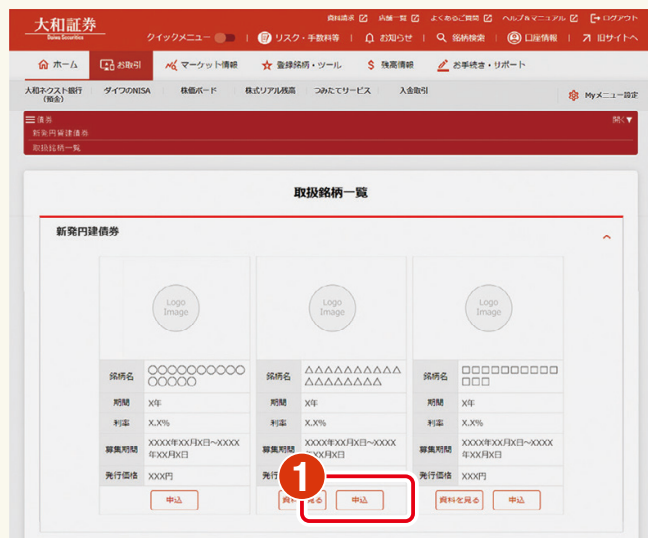 大和証券
Daiwa Securities
資料請求 店舗一覧 よくあるご質問 ヘルプ&マニュアル ログアウト
クイックメニュー リスク・手数料等 お知らせ 銘柄検索 口座情報 旧サイトへ
ホーム お取引 マーケット情報 登録銘柄・ツール $ 残高情報 お手続き・サポート
大和ネクスト銀行
(預金)
ダイワのNISA 株価ボード 株式リアル残高 つみたてサービス 入金取引
Myメニュー設定
債券 開く▼
新発円貨建債券
取扱銘柄一覧
取扱銘柄一覧
新発円建債券
Logo
Image
銘柄名 ○○○○○○○○○○
○○○○○
期間 X年
利率 X.X%
募集期間 XXXX年XX月X日~XXXX
年XX月X日
発行価格 XXX円
申込
Logo
Image
銘柄名 △△△△△△△△△△
△△△△△△△△
期間 X年
利率 X.X%
募集期間 XXXX年XX月X日~XXXX
年XX月X日
XXX円
1
申込
Logo
Image
銘柄名 □□□□□□□□□□
□□□
期間 X年
利率 X.X%
募集期間 XXXX年XX月X日~XXXX
年XX月X日
発行価格 XXX円
資料を見る 申込